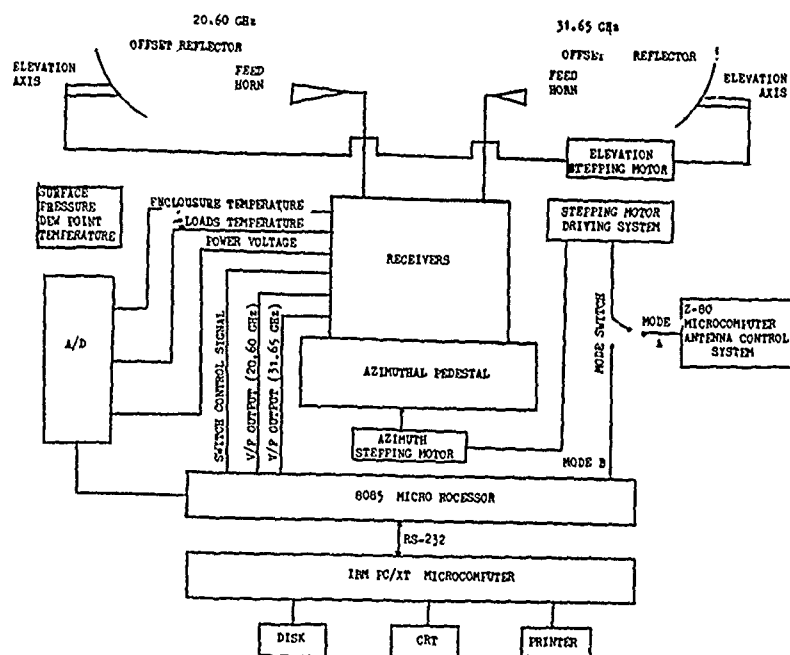 20.60 GHz
OFFSET REFLECTOR
ELEVATION
AXIS
FEED
HORN
31.65 GHz
OFFSET REFLECTOR
FEED
HORN
ELEVATION
AXIS
ELEVATION
STEPPING MOTOR
SURFACE
PRESSURE
DEW POINT
TEMPERATURE
ENCLOUSURE TEMPERATURE
LOADS TEMPERATURE
POWER VOLTAGE
RECEIVERS
STEPPING MOTOR
DRIVING SYSTEM
A/D
SWITCH CONTROL SIGNAL
V/F OUTPUT (20.60 GHZ)
V/F OUTPUT (31.65 GHZ)
AZIMUTHAL PEDESTAL
MODE SWITCH
MODE
A
Z-80
MICROCOMPUTER
ANTENNA CONTROL
SYSTEM
AZIMUTH
STEPPING MOTOR
MODE B
8085 MICRO ROCESSOR
RS-232
IBM PC/XT MICROCOMPUTER
DISK
CRT
PRINTER